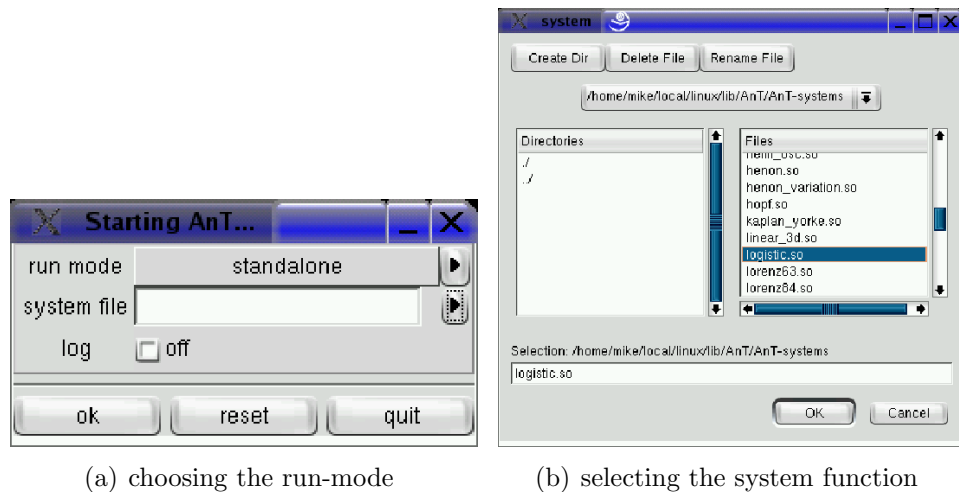 Starting AnT...
run mode standalone
system file
log off
ok reset quit
(a) choosing the run-mode
system
Create Dir Delete File Rename File
/home/mike/local/linux/lib/AnT/AnT-systems
Directories
./
../
Files
henon.so
henon_variation.so
hopf.so
kaplan_yorke.so
linear_3d.so
logistic.so
lorenz63.so
lorenz84.so
Selection: /home/mike/local/linux/lib/AnT/AnT-systems
logistic.so
OK Cancel
(b) selecting the system function